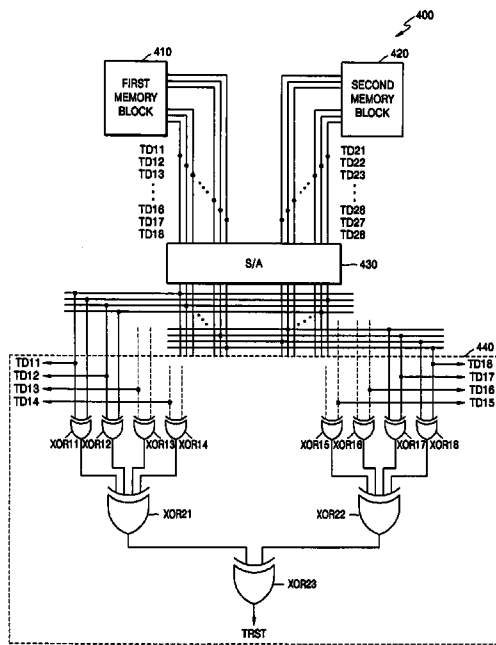 400
410
420
FIRST
MEMORY
BLOCK
SECOND
MEMORY
BLOCK
TD11
TD12
TD13
TD16
TD17
TD18
TD21
TD22
TD23
TD26
TD27
TD28
S/A
430
440
TD11
TD12
TD13
TD14
TD18
TD17
TD16
TD15
XOR11
XOR12
XOR13
XOR14
XOR15
XOR16
XOR17
XOR18
XOR21
XOR22
XOR23
TRST